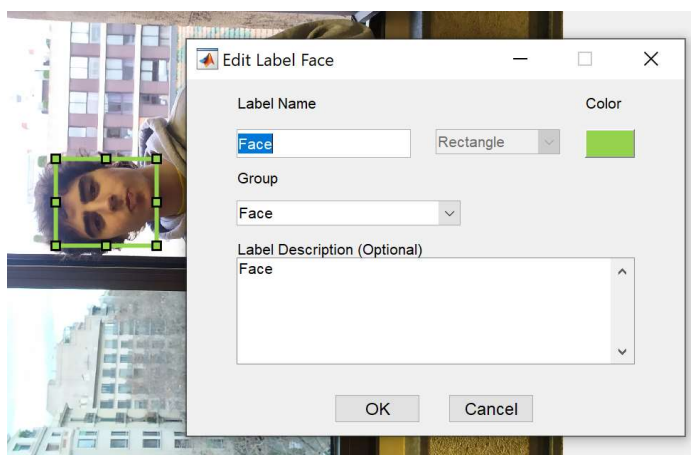 Edit Label Face
Label Name
Color
Face
Rectangle
Group
Face
Label Description (Optional)
Face
OK
Cancel